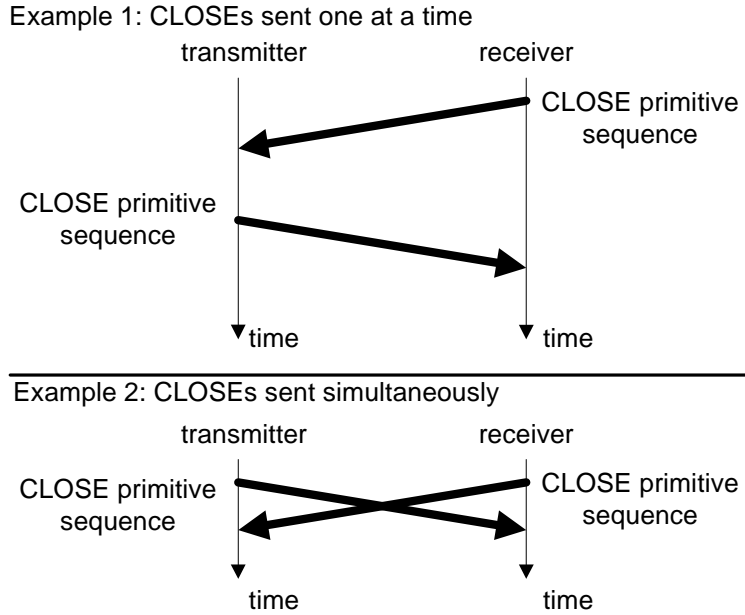 Example 1: CLOSEs sent one at a time
transmitter
receiver
CLOSE primitive
sequence
CLOSE primitive
sequence
time
time
Example 2: CLOSEs sent simultaneously
transmitter
receiver
CLOSE primitive
sequence
CLOSE primitive
sequence
time
time